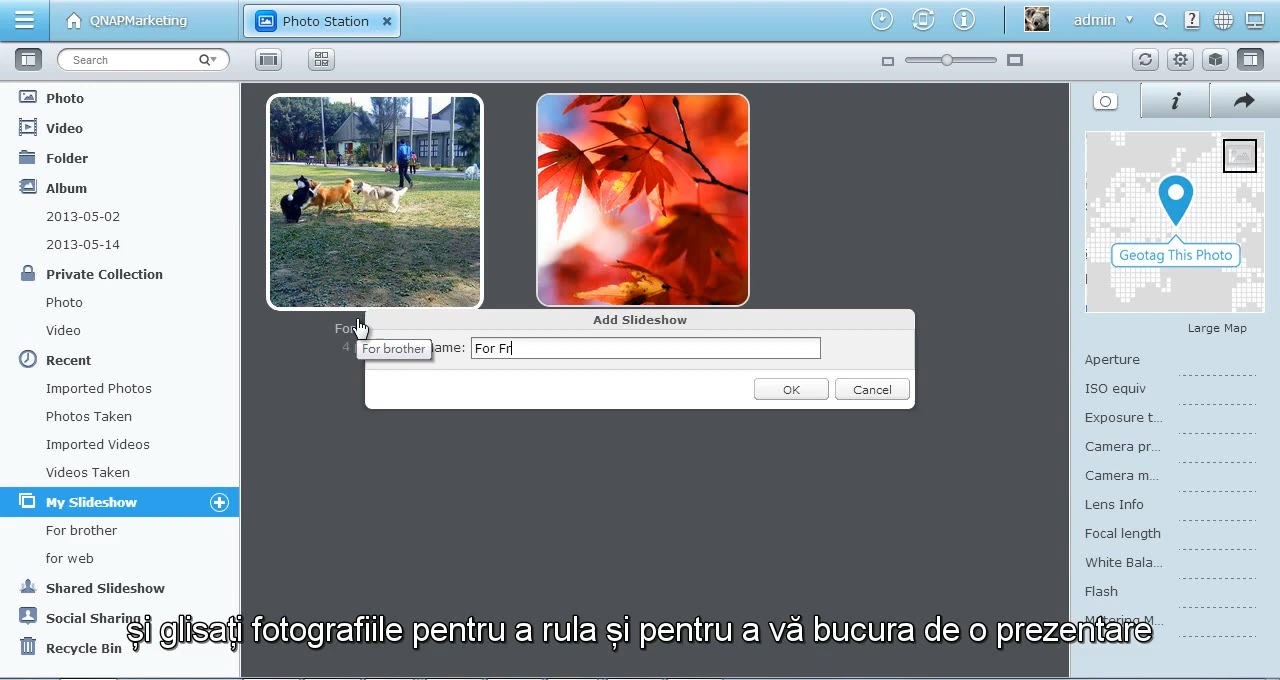 QNAPMarketing
Photo Station
admin
Search
Photo
Video
Folder
Album
2013-05-02
2013-05-14
Private Collection
Photo
Video
Recent
Imported Photos
Photos Taken
Imported Videos
Videos Taken
My Slideshow
For brother
for web
Shared Slideshow
Social Sharing
Recycle Bin
For
4
For brother
Add Slideshow
ame: For Fr
OK Cancel
Geotag This Photo
Large Map
Aperture
ISO equiv
Exposure t...
Camera pr...
Camera m...
Lens Info
Focal length
White Bala...
Flash
Metering M...
și glisați fotografiile pentru a rula și pentru a vă bucura de o prezentare